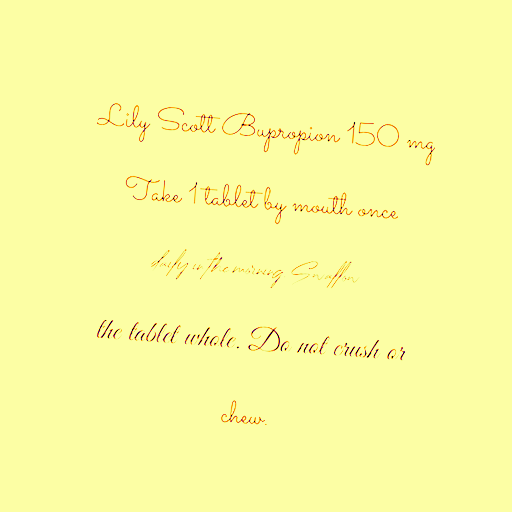 Lily Scott Bupropion 150 mg
Take 1 tablet by mouth once
daily in the morning Swallow
the tablet whole. Do not crush or
chew.